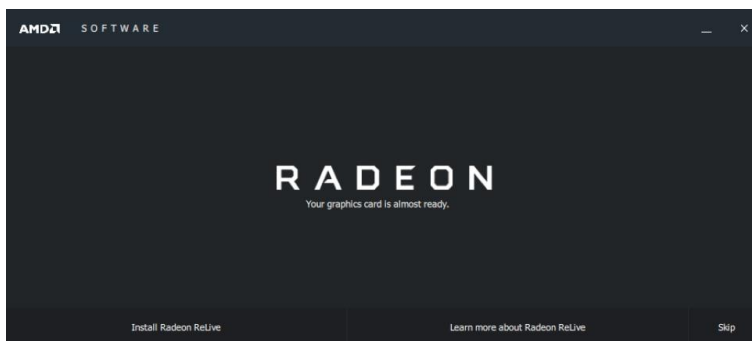 AMD SOFTWARE
RADEON
Your graphics card is almost ready.
Install Radeon ReLive
Learn more about Radeon ReLive
Skip